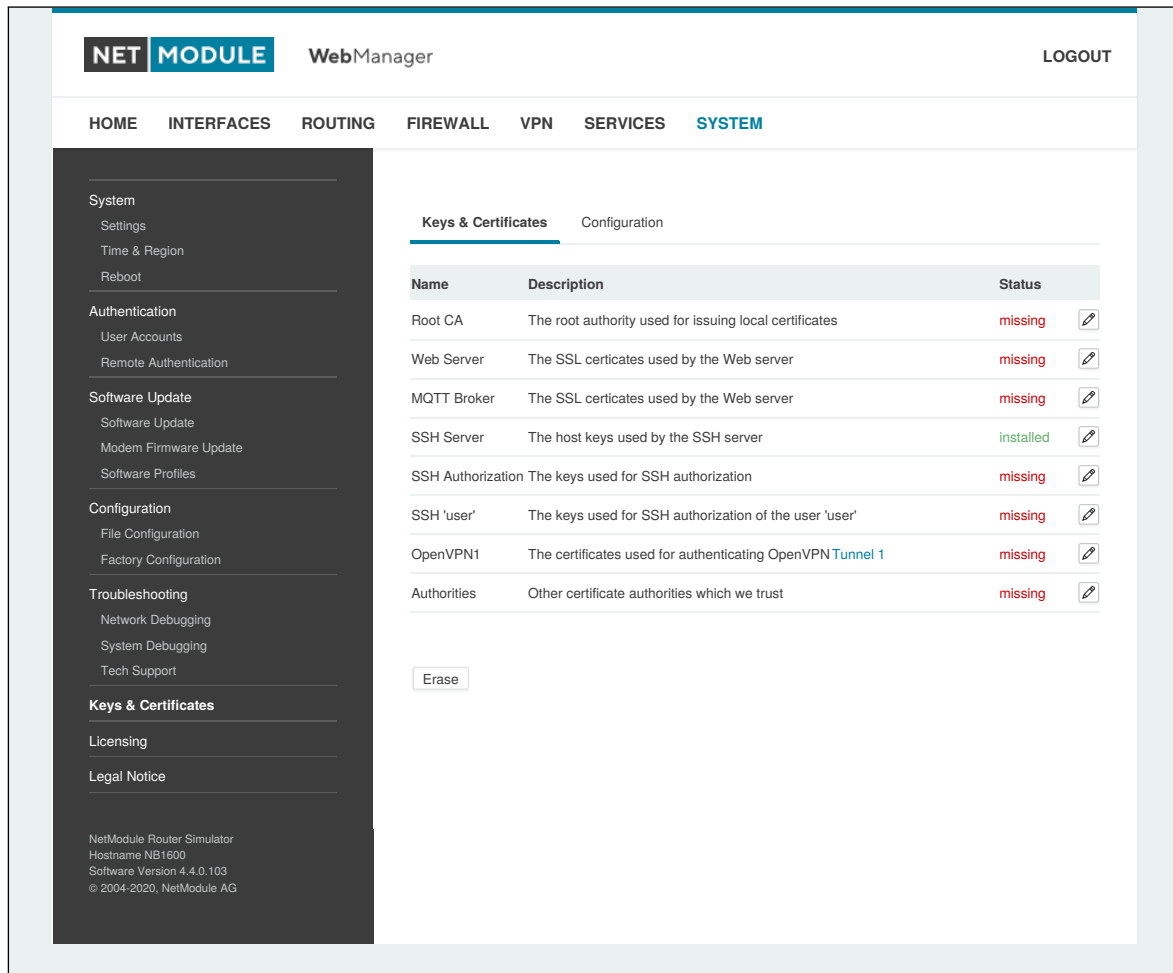 NET MODULE WebManager LOGOUT
HOME INTERFACES ROUTING FIREWALL VPN SERVICES SYSTEM
System
Settings
Time & Region
Reboot
Authentication
User Accounts
Remote Authentication
Software Update
Software Update
Modem Firmware Update
Software Profiles
Configuration
File Configuration
Factory Configuration
Troubleshooting
Network Debugging
System Debugging
Tech Support
Keys & Certificates
Licensing
Legal Notice
NetModule Router Simulator
Hostname NB1600
Software Version 4.4.0.103
© 2004-2020, NetModule AG
Keys & Certificates Configuration
Name Description Status
Root CA The root authority used for issuing local certificates missing
Web Server The SSL certicates used by the Web server missing
MQTT Broker The SSL certicates used by the Web server missing
SSH Server The host keys used by the SSH server installed
SSH Authorization The keys used for SSH authorization missing
SSH 'user' The keys used for SSH authorization of the user 'user' missing
OpenVPN1 The certificates used for authenticating OpenVPN Tunnel 1 missing
Authorities Other certificate authorities which we trust missing
Erase